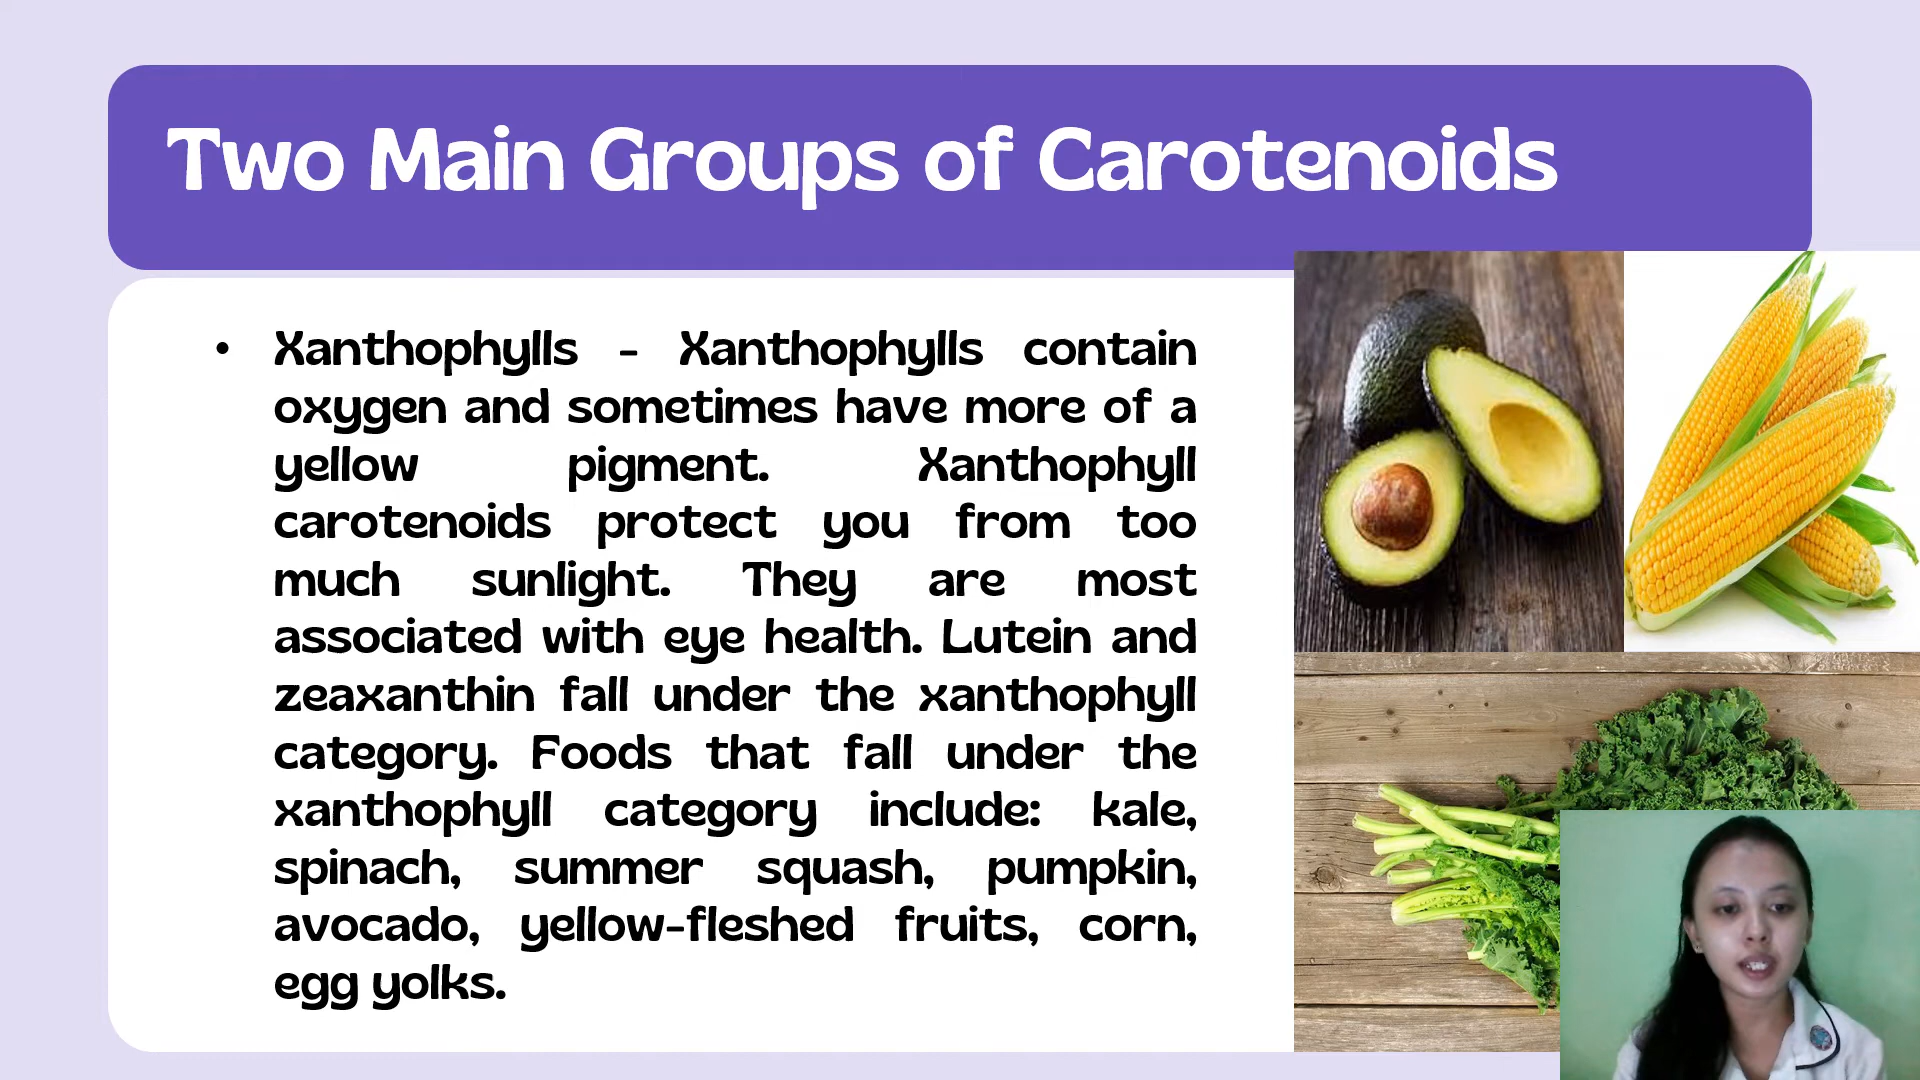 Two Main Groups of Carotenoids
• Xanthophylls - Xanthophylls contain
oxygen and sometimes have more of a
yellow pigment. Xanthophyll
carotenoids protect you from too
much sunlight. They are most
associated with eye health. Lutein and
zeaxanthin fall under the xanthophyll
category. Foods that fall under the
xanthophyll category include: kale,
spinach, summer squash, pumpkin,
avocado, yellow-fleshed fruits, corn,
egg yolks.